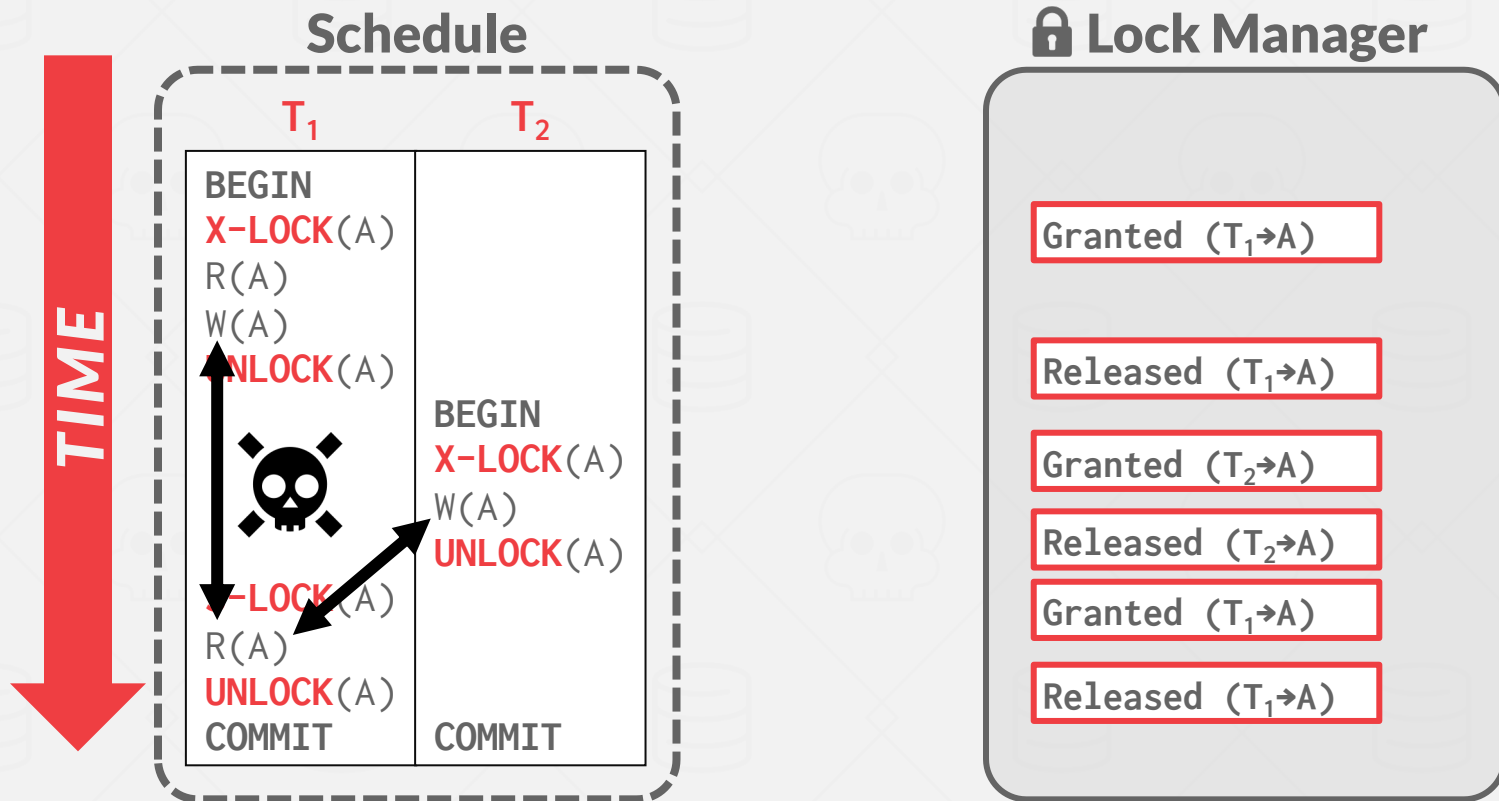 Schedule
Lock Manager
TIME
T₁ T₂
BEGIN
X-LOCK(A)
R(A)
W(A)
UNLOCK(A)
BEGIN
X-LOCK(A)
W(A)
UNLOCK(A)
S-LOCK(A)
R(A)
UNLOCK(A)
COMMIT COMMIT
Granted (T₁→A)
Released (T₁→A)
Granted (T₂→A)
Released (T₂→A)
Granted (T₁→A)
Released (T₁→A)